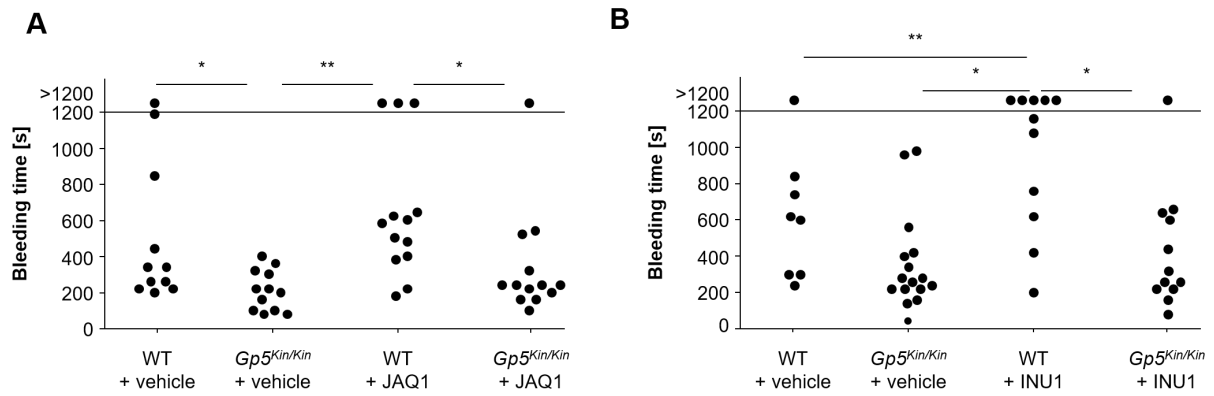 A
* ** *
>1200
1200
1000
800
600
400
200
0
Bleeding time [s]
WT
+ vehicle
Gp5Kin/Kin
+ vehicle
WT
+ JAQ1
Gp5Kin/Kin
+ JAQ1
B
**
* *
>1200
1200
1000
800
600
400
200
0
Bleeding time [s]
WT
+ vehicle
Gp5Kin/Kin
+ vehicle
WT
+ INU1
Gp5Kin/Kin
+ INU1